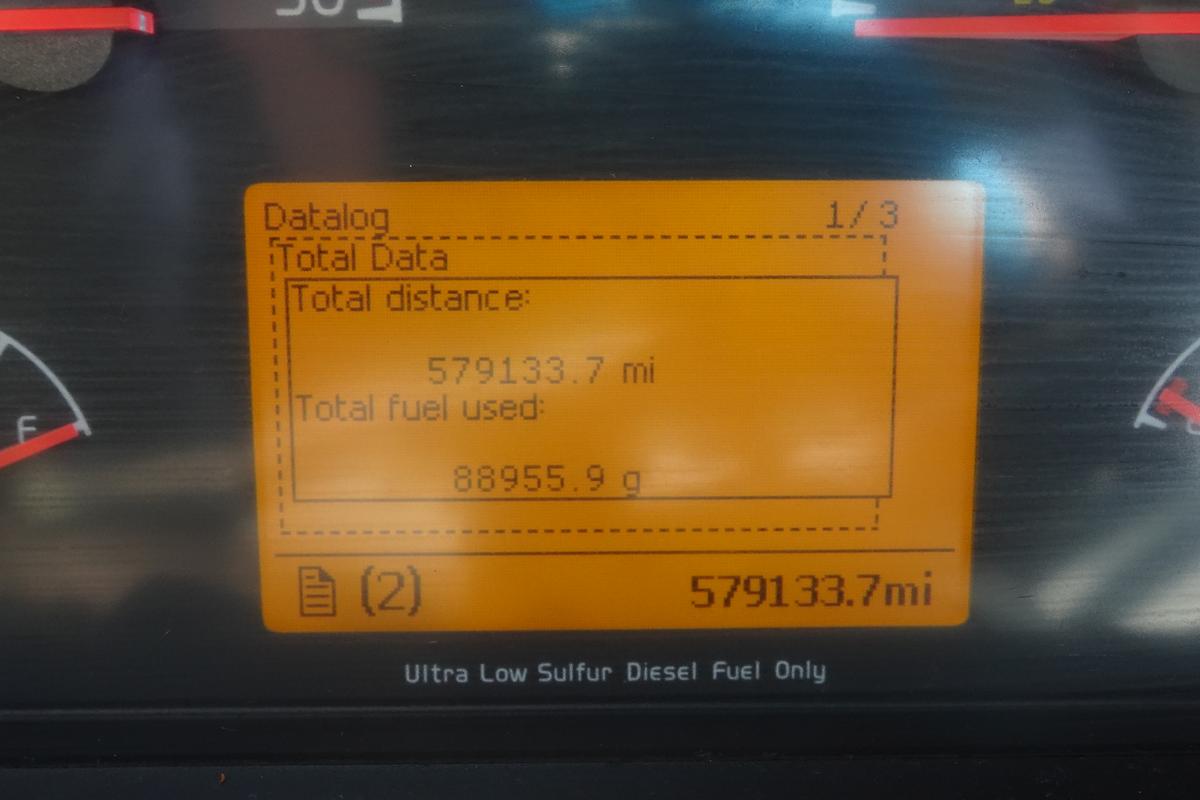 Datalog 1/3
Total Data
Total distance:
579133.7 mi
Total fuel used:
88955.9 g
(2) 579133.7mi
F
Ultra Low Sulfur Diesel Fuel Only